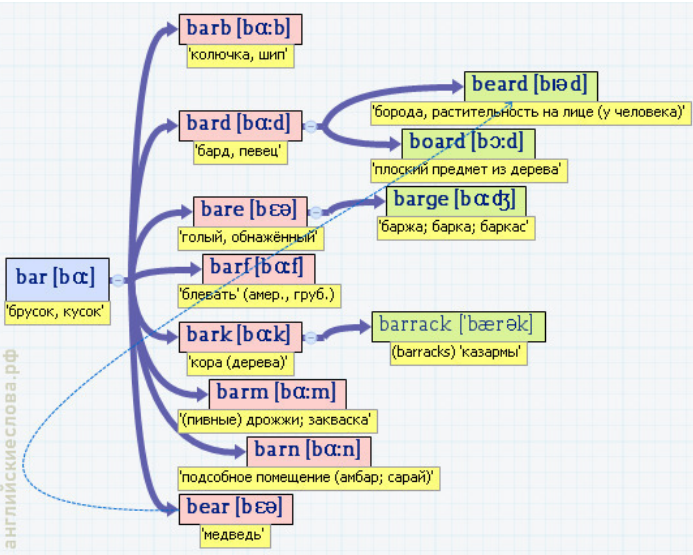 barb [bɑ:b]
'колючка, шип'
beard [bıəd]
'борода, растительность на лице (у человека)'
bard [bɑ:d]
'бард, певец'
board [bɔ:d]
'плоский предмет из дерева'
bare [bɛə]
'голый, обнажённый'
barge [bɑʤ]
'баржа; барка; баркас'
bar [bɑ:]
'брусок, кусок'
barf [bɑ:f]
'блевать' (амер., груб.)
bark [bɑ:k]
'кора (дерева)'
barrack ['bærək]
(barracks) 'казармы'
barm [bɑ:m]
'(пивные) дрожжи; закваска'
barn [bɑ:n]
'подсобное помещение (амбар; сарай)'
bear [bɛə]
'медведь'
английскиеслова.рф